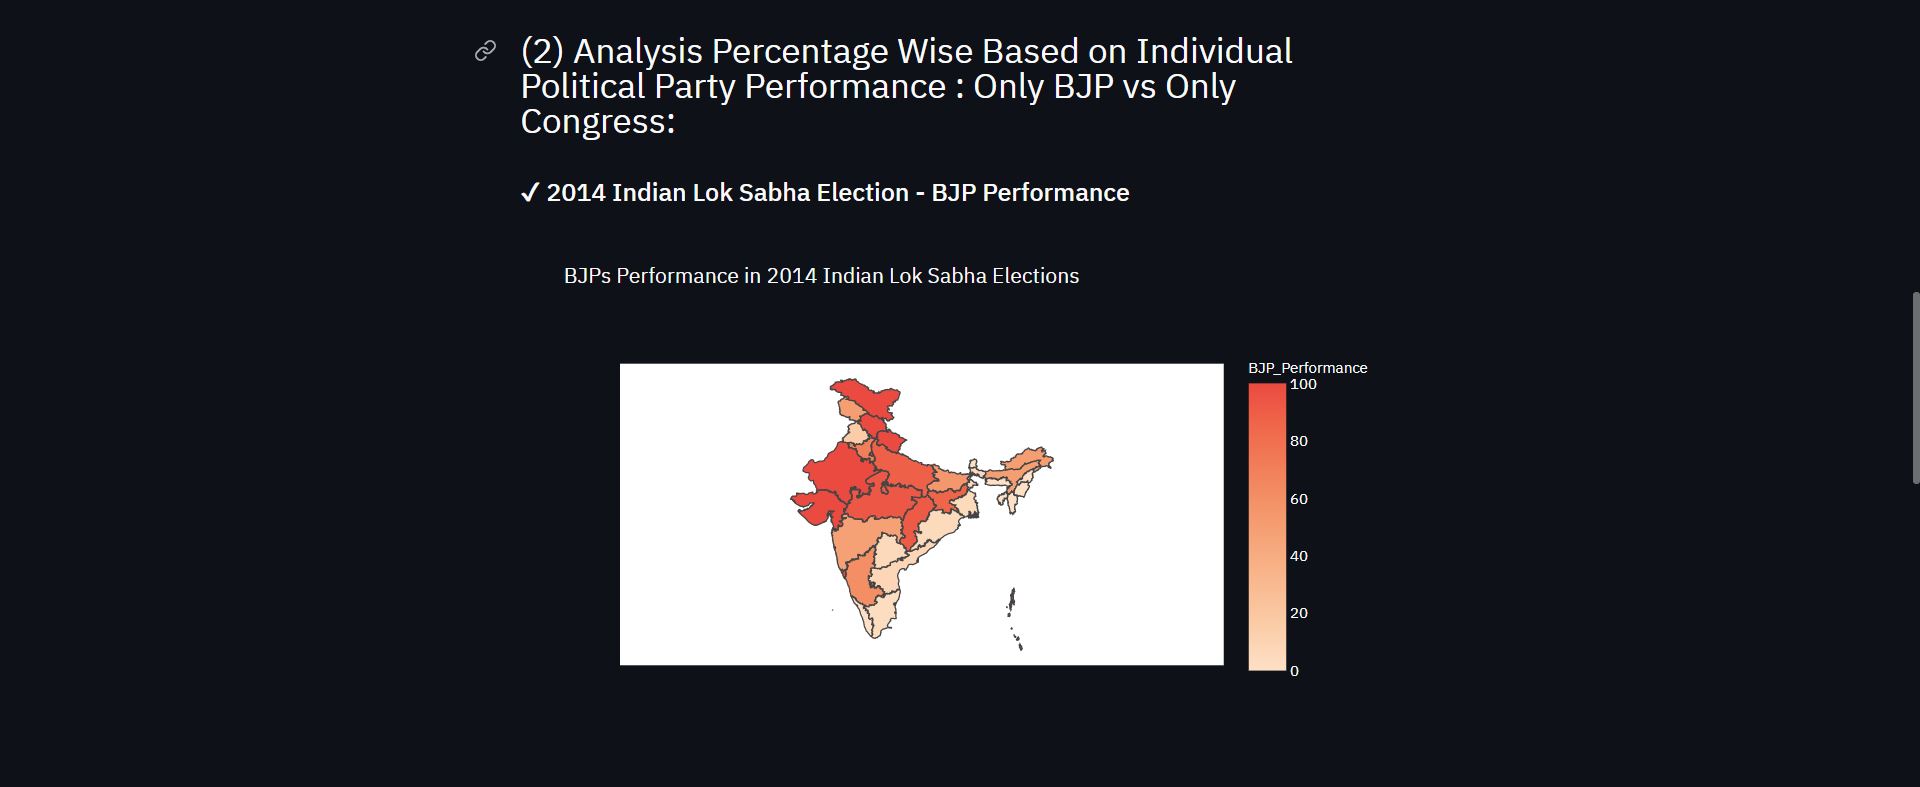 (2) Analysis Percentage Wise Based on Individual
Political Party Performance : Only BJP vs Only
Congress:
✓ 2014 Indian Lok Sabha Election - BJP Performance
BJPs Performance in 2014 Indian Lok Sabha Elections
BJP_Performance
100
80
60
40
20
0